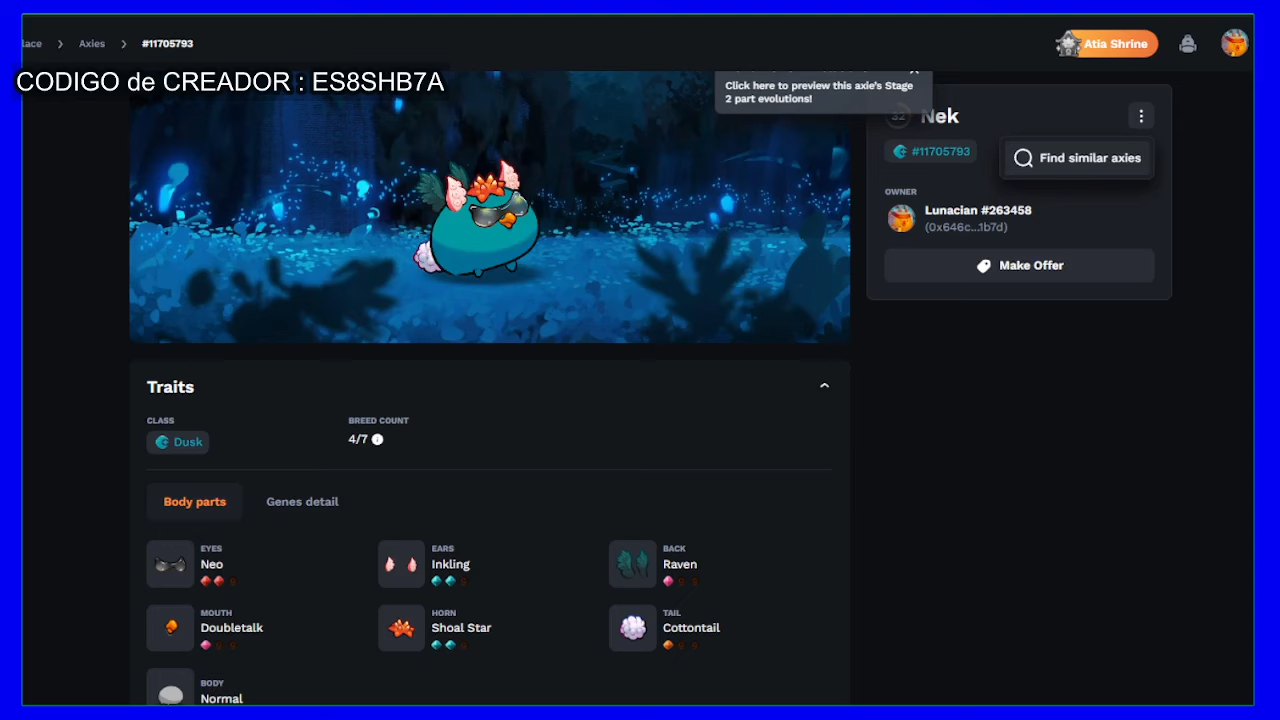 lace > Axies > #11705793
Atia Shrine
CODIGO de CREADOR : ES8SHB7A
Click here to preview this axie's Stage
2 part evolutions!
32 Nek
#11705793
Find similar axies
OWNER
Lunacian #263458
(0x646c...1b7d)
Make Offer
Traits
CLASS
BREED COUNT
Dusk
4/7
Body parts
Genes detail
EYES
Neo
EARS
Inkling
BACK
Raven
MOUTH
Doubletalk
HORN
Shoal Star
TAIL
Cottontail
BODY
Normal